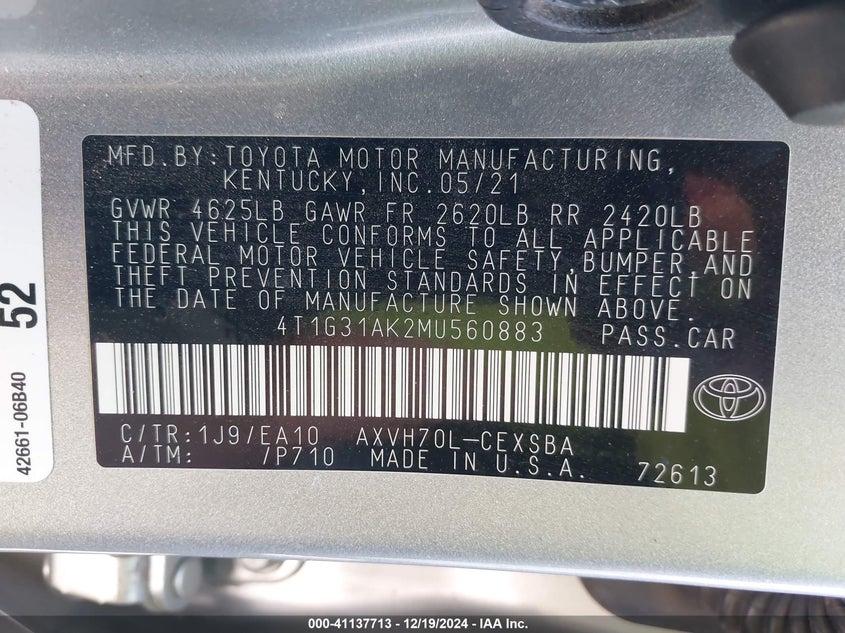 MFD.BY:TOYOTA MOTOR MANUFACTURING,
KENTUCKY,INC.05/21
GVWR 4625LB GAWR FR 2620LB RR 2420LB
THIS VEHICLE CONFORMS TO ALL APPLICABLE
FEDERAL MOTOR VEHICLE SAFETY,BUMPER,AND
THEFT PREVENTION STANDARDS IN EFFECT ON
THE DATE OF MANUFACTURE SHOWN ABOVE.
4T1G31AK2MU560883 PASS.CAR
C/TR:1J9/EA10 AXVH70L-CEXSBA
A/TM: /P710 MADE IN U.S.A. 72613
52
42661-06B40
000-41137713 - 12/19/2024 - IAA Inc.